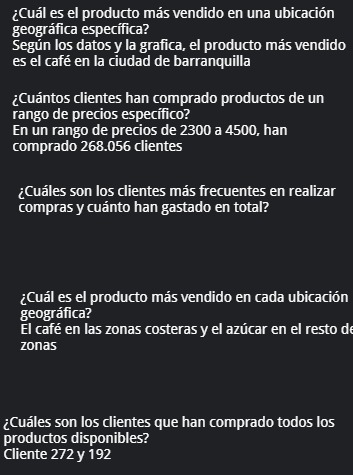 ¿Cuál es el producto más vendido en una ubicación
geográfica específica?
Según los datos y la grafica, el producto más vendido
es el café en la ciudad de barranquilla
¿Cuántos clientes han comprado productos de un
rango de precios específico?
En un rango de precios de 2300 a 4500, han
comprado 268.056 clientes
¿Cuáles son los clientes más frecuentes en realizar
compras y cuánto han gastado en total?
¿Cuál es el producto más vendido en cada ubicación
geográfica?
El café en las zonas costeras y el azúcar en el resto de
zonas
¿Cuáles son los clientes que han comprado todos los
productos disponibles?
Cliente 272 y 192